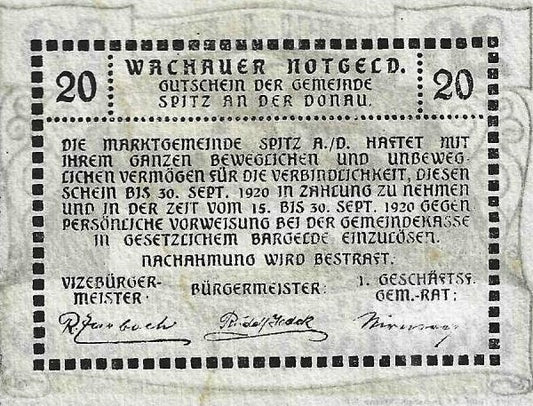 20 WACHAUER NOTGELD. 20
GUTSCHEIN DER GEMEINDE
SPITZ AN DER DONAU.
DIE MARKTGEMEINDE SPITZ A./D. HAFTET MIT
IHREM GANZEN BEWEGLICHEN UND UNBEWEG-
LICHEN VERMÖGEN FÜR DIE VERBINDLICHKEIT, DIESEN
SCHEIN BIS 30. SEPT. 1920 IN ZAHLUNG ZU NEHMEN
UND IN DER ZEIT VOM 15. BIS 30. SEPT. 1920 GEGEN
PERSÖNLICHE VORWEISUNG BEI DER GEMEINDEKASSE
IN GESETZLICHEM BARGELDE EINZULÖSEN.
NACHAHMUNG WIRD BESTRAFT.
VIZEBÜRGER-
MEISTER·
BÜRGERMEISTER:
1. GESCHÄFTSF.
GEM.-RAT: